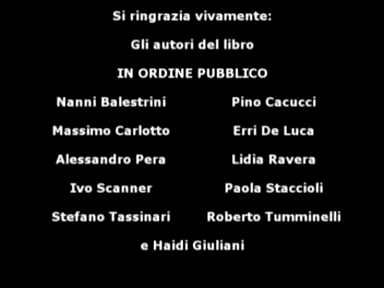 Si ringrazia vivamente:
Gli autori del libro
IN ORDINE PUBBLICO
Nanni Balestrini Pino Cacucci
Massimo Carlotto Erri De Luca
Alessandro Pera Lidia Ravera
Ivo Scanner Paola Staccioli
Stefano Tassinari Roberto Tumminelli
e Haidi Giuliani